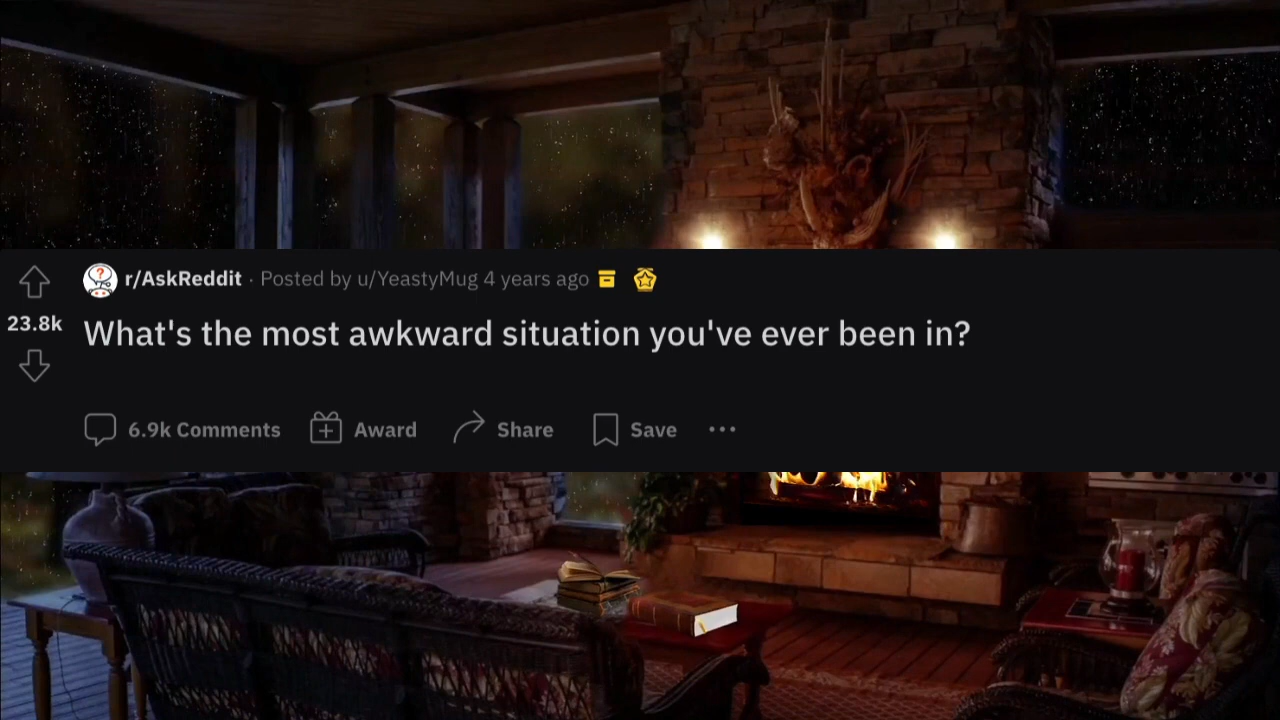 r/AskReddit · Posted by u/YeastyMug 4 years ago
23.8k
What's the most awkward situation you've ever been in?
6.9k Comments Award Share Save